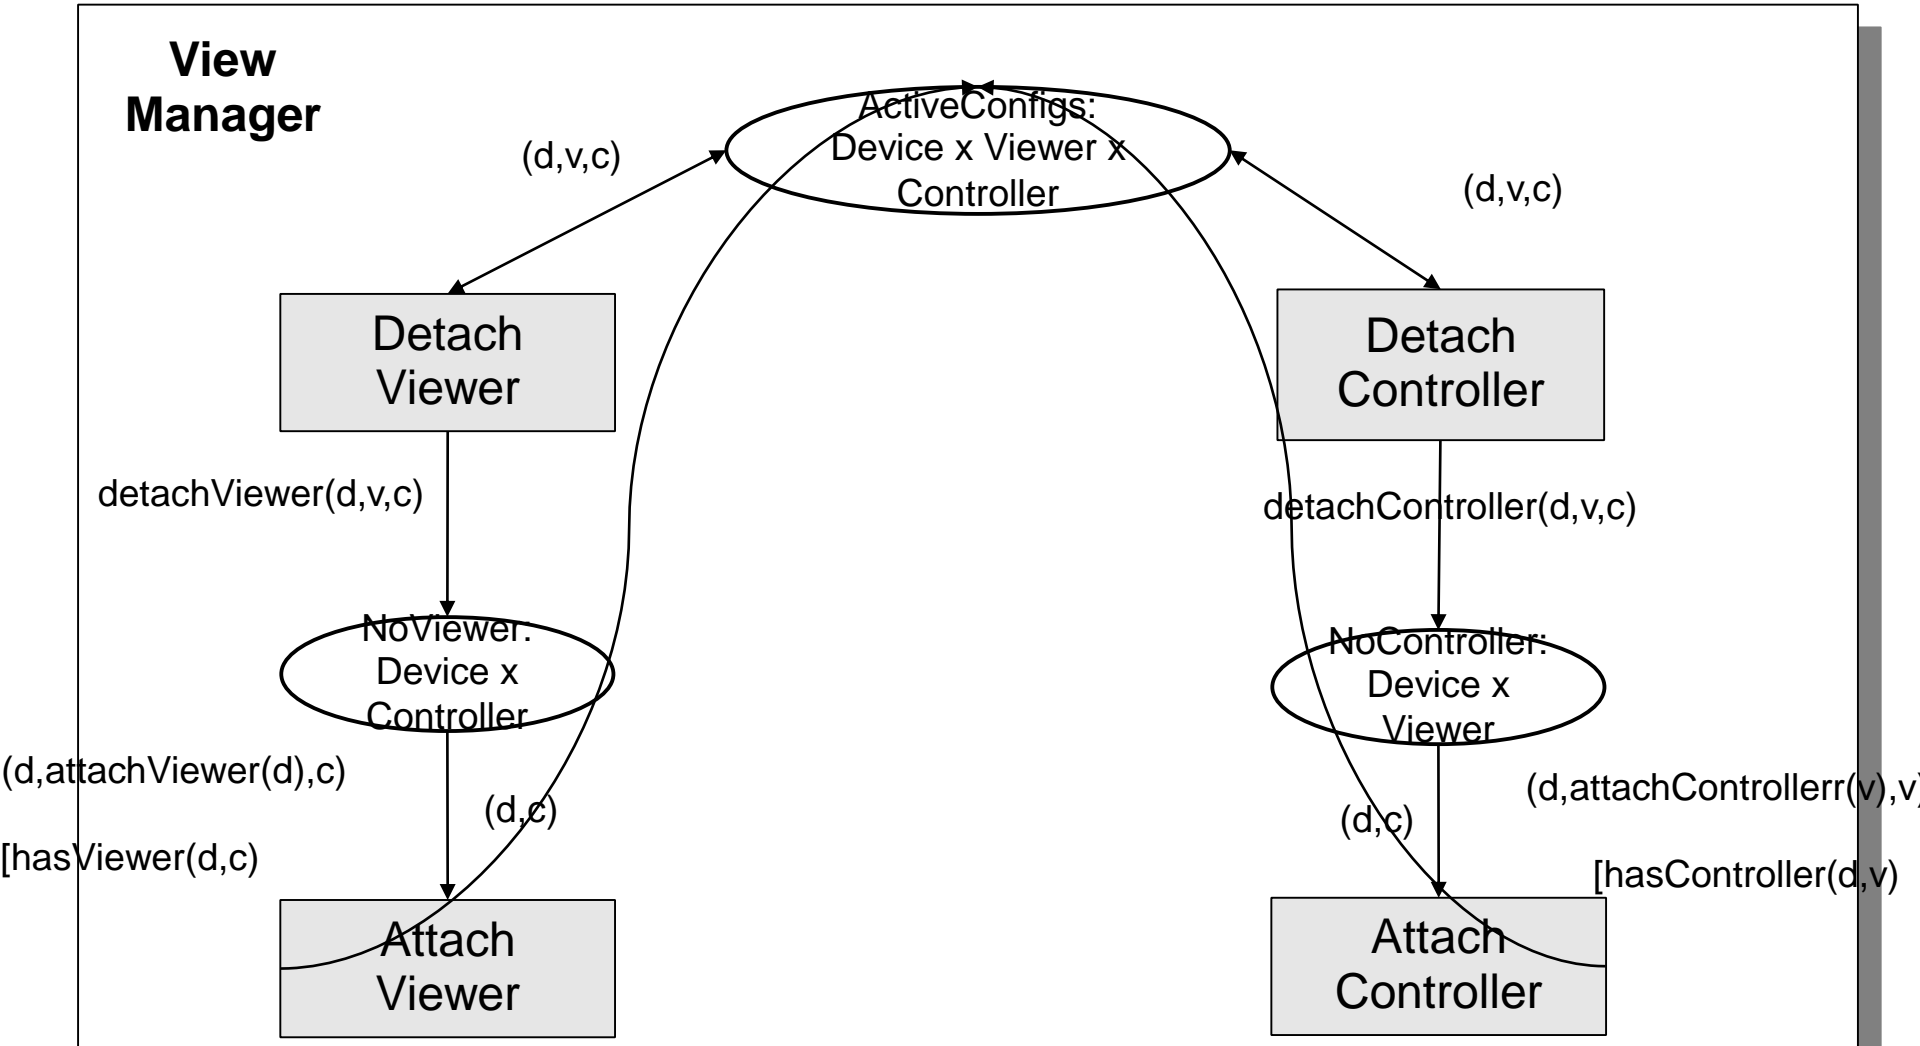 View
Manager
ActiveConfigs:
Device x Viewer x
Controller
(d,v,c)
(d,v,c)
Detach
Viewer
Detach
Controller
detachViewer(d,v,c)
detachController(d,v,c)
NoViewer:
Device x
Controller
NoController:
Device x
Viewer
(d,attachViewer(d),c)
(d,c)
[hasViewer(d,c)
(d,c)
(d,attachControllerr(v),v)
[hasController(d,v)
Attach
Viewer
Attach
Controller